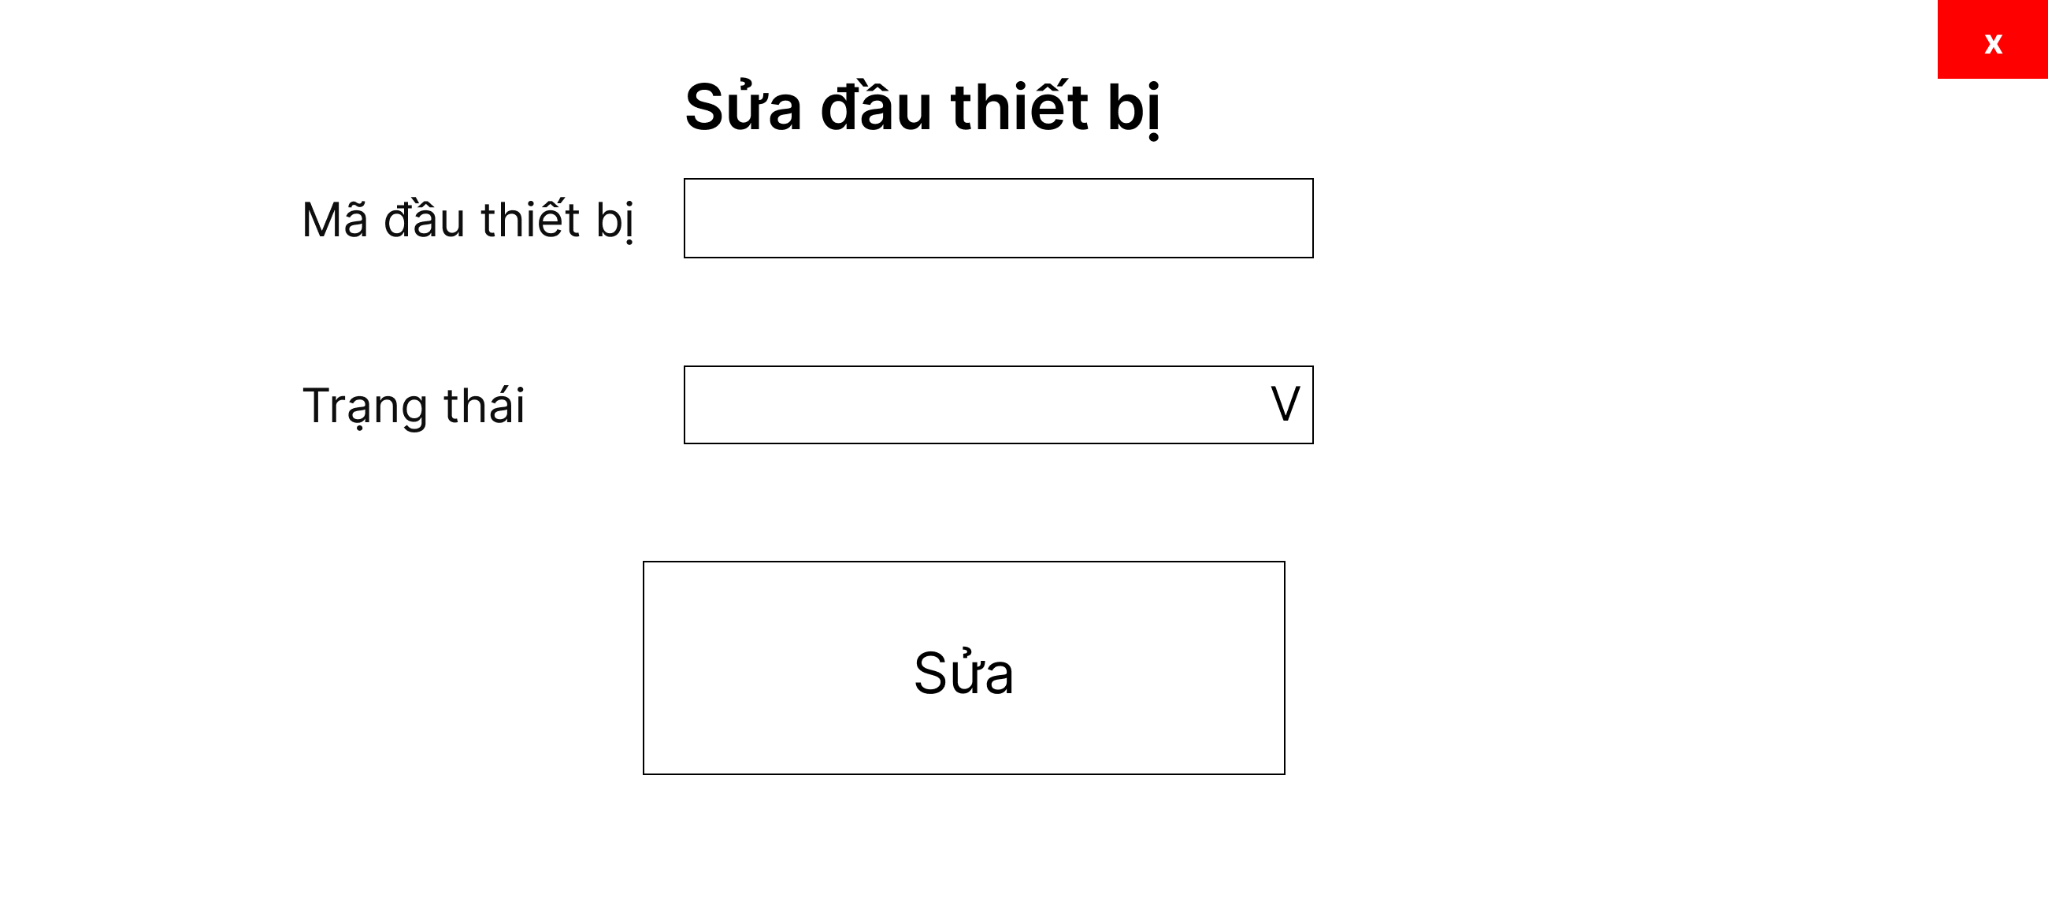 x
Sửa đầu thiết bị
Mã đầu thiết bị
Trạng thái
V
Sửa